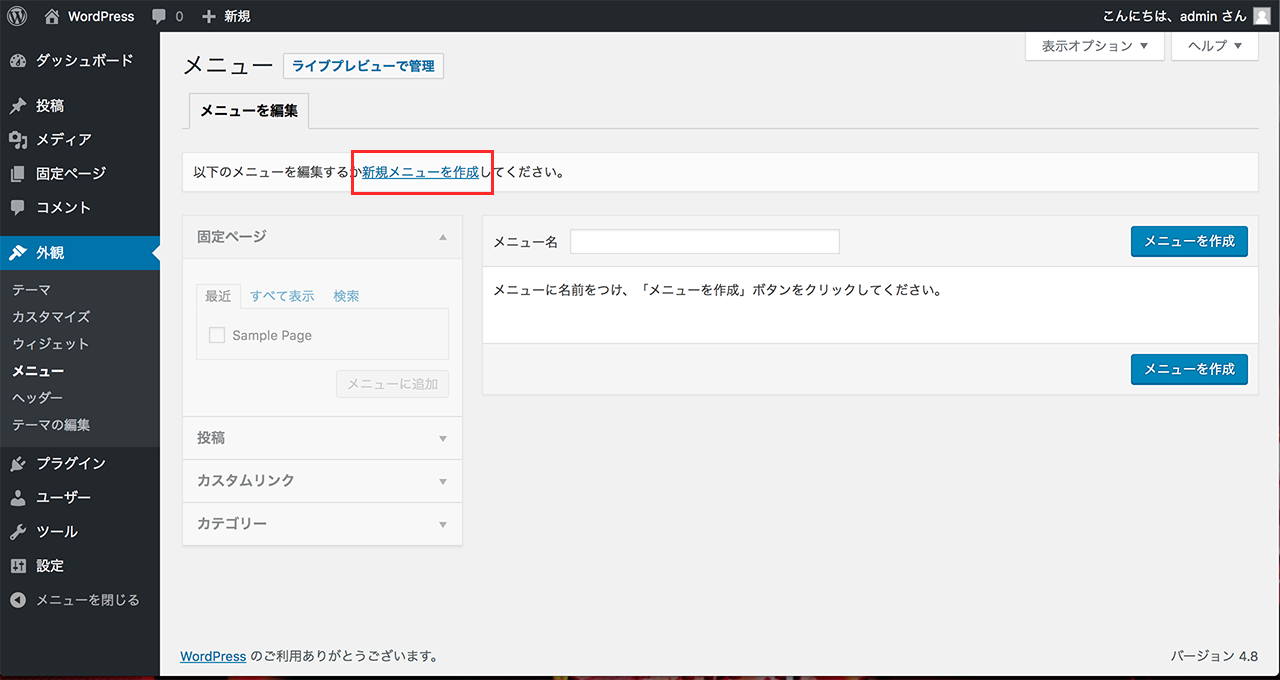 WordPress 0 新規 こんにちは、admin さん
ダッシュボード
投稿
メディア
固定ページ
コメント
外観
テーマ
カスタマイズ
ウィジェット
メニュー
ヘッダー
テーマの編集
プラグイン
ユーザー
ツール
設定
メニューを閉じる
表示オプション ▼ ヘルプ ▼
メニュー ライブプレビューで管理
メニューを編集
以下のメニューを編集するか新規メニューを作成してください。
固定ページ
最近 すべて表示 検索
Sample Page
メニューに追加
投稿
カスタムリンク
カテゴリー
メニュー名 メニューを作成
メニューに名前をつけ、「メニューを作成」ボタンをクリックしてください。
メニューを作成
WordPress のご利用ありがとうございます。 バージョン 4.8